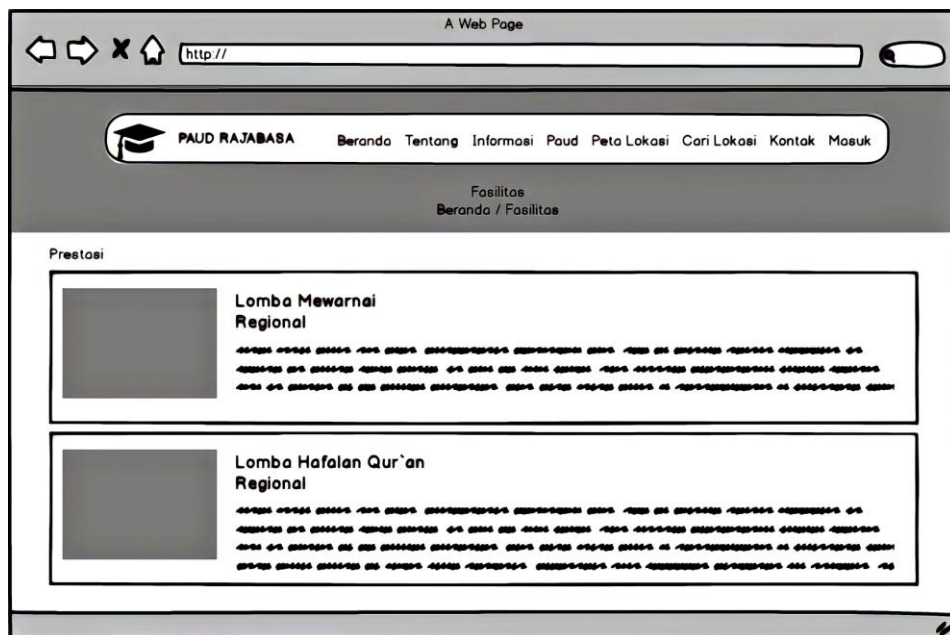 A Web Page
http://
PAUD RAJABASA Beranda Tentang Informasi Paud Peta Lokasi Cari Lokasi Kontak Masuk
Fasilitas
Beranda / Fasilitas
Prestasi
Lomba Mewarnai
Regional
Lomba Hafalan Qur`an
Regional